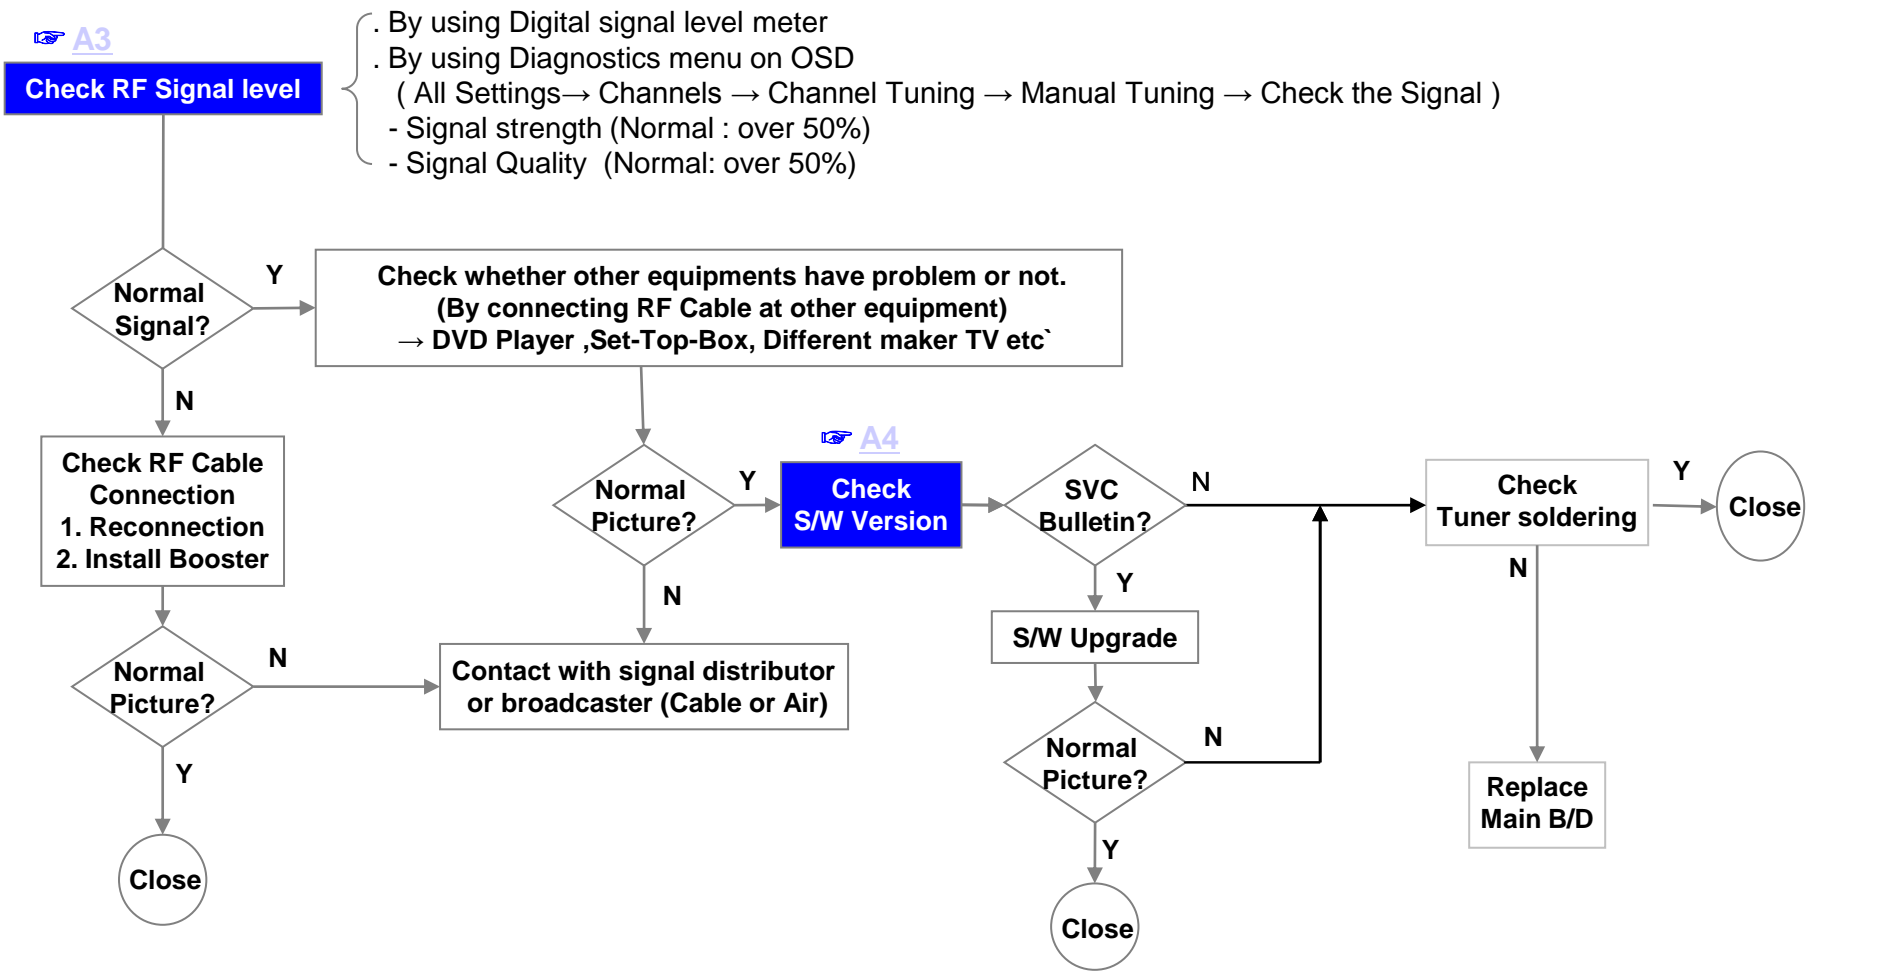 ☞ A3
Check RF Signal level
. By using Digital signal level meter
. By using Diagnostics menu on OSD
( All Settings→ Channels → Channel Tuning → Manual Tuning → Check the Signal )
- Signal strength (Normal : over 50%)
- Signal Quality (Normal: over 50%)
Normal
Signal?
Y
Check whether other equipments have problem or not.
(By connecting RF Cable at other equipment)
→ DVD Player ,Set-Top-Box, Different maker TV etc`
N
Check RF Cable
Connection
1. Reconnection
2. Install Booster
Normal
Picture?
N
Y
Close
Normal
Picture?
Y
N
Contact with signal distributor
or broadcaster (Cable or Air)
☞ A4
Check
S/W Version
SVC
Bulletin?
N
Y
S/W Upgrade
Normal
Picture?
N
Y
Close
Check
Tuner soldering
Y
Close
N
Replace
Main B/D